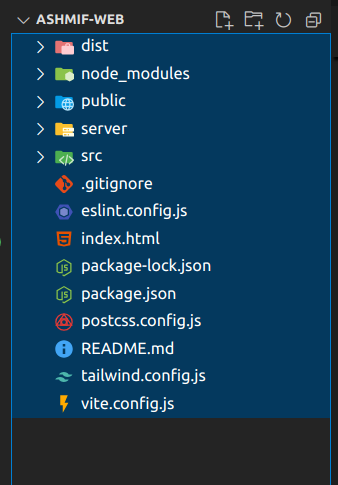 ASHMIF-WEB
dist
node_modules
public
server
src
.gitignore
eslint.config.js
index.html
package-lock.json
package.json
postcss.config.js
README.md
tailwind.config.js
vite.config.js